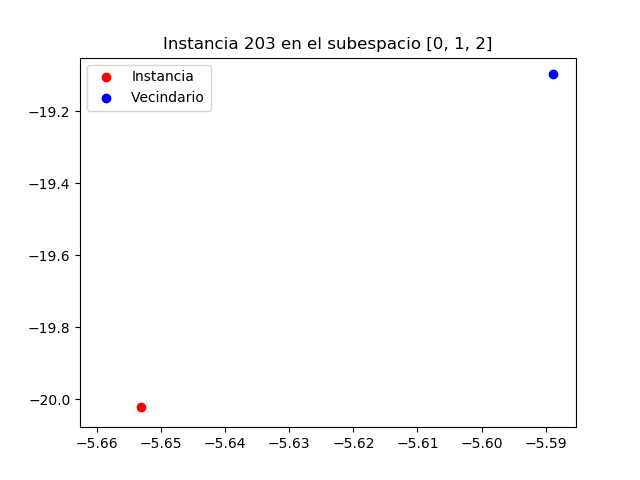 Instancia 203 en el subespacio [0, 1, 2]
Instancia
Vecindario
−19.2
−19.4
−19.6
−19.8
−20.0
−5.66 −5.65 −5.64 −5.63 −5.62 −5.61 −5.60 −5.59